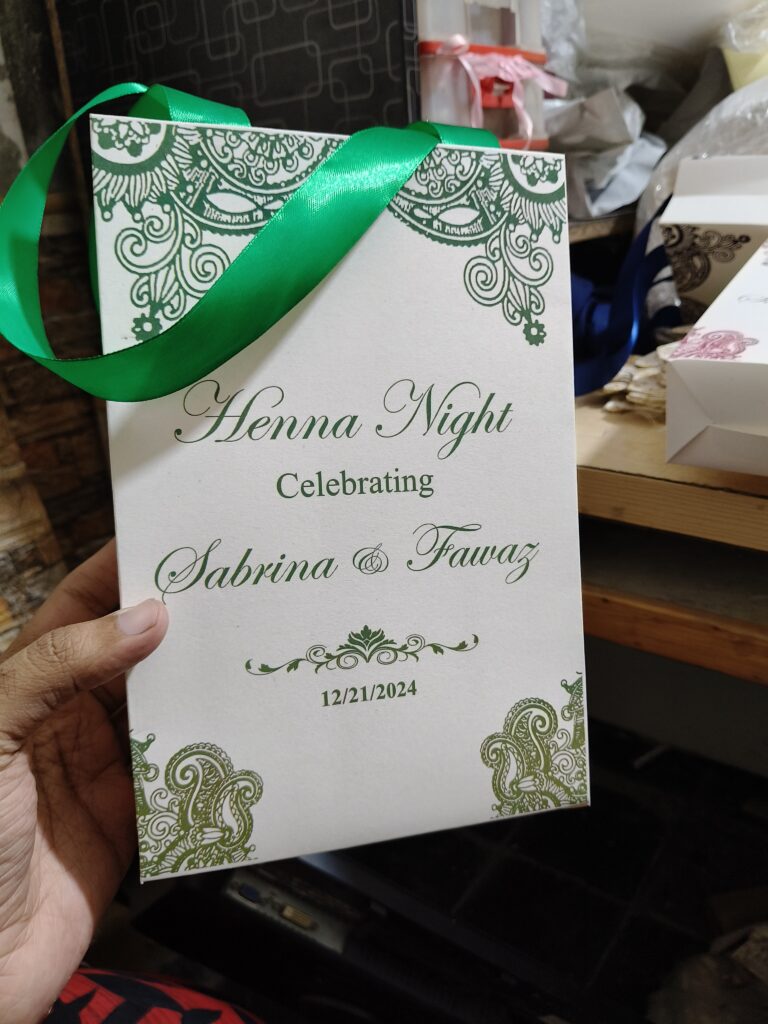 Henna Night
Celebrating
Sabrina & Fawaz
12/21/2024